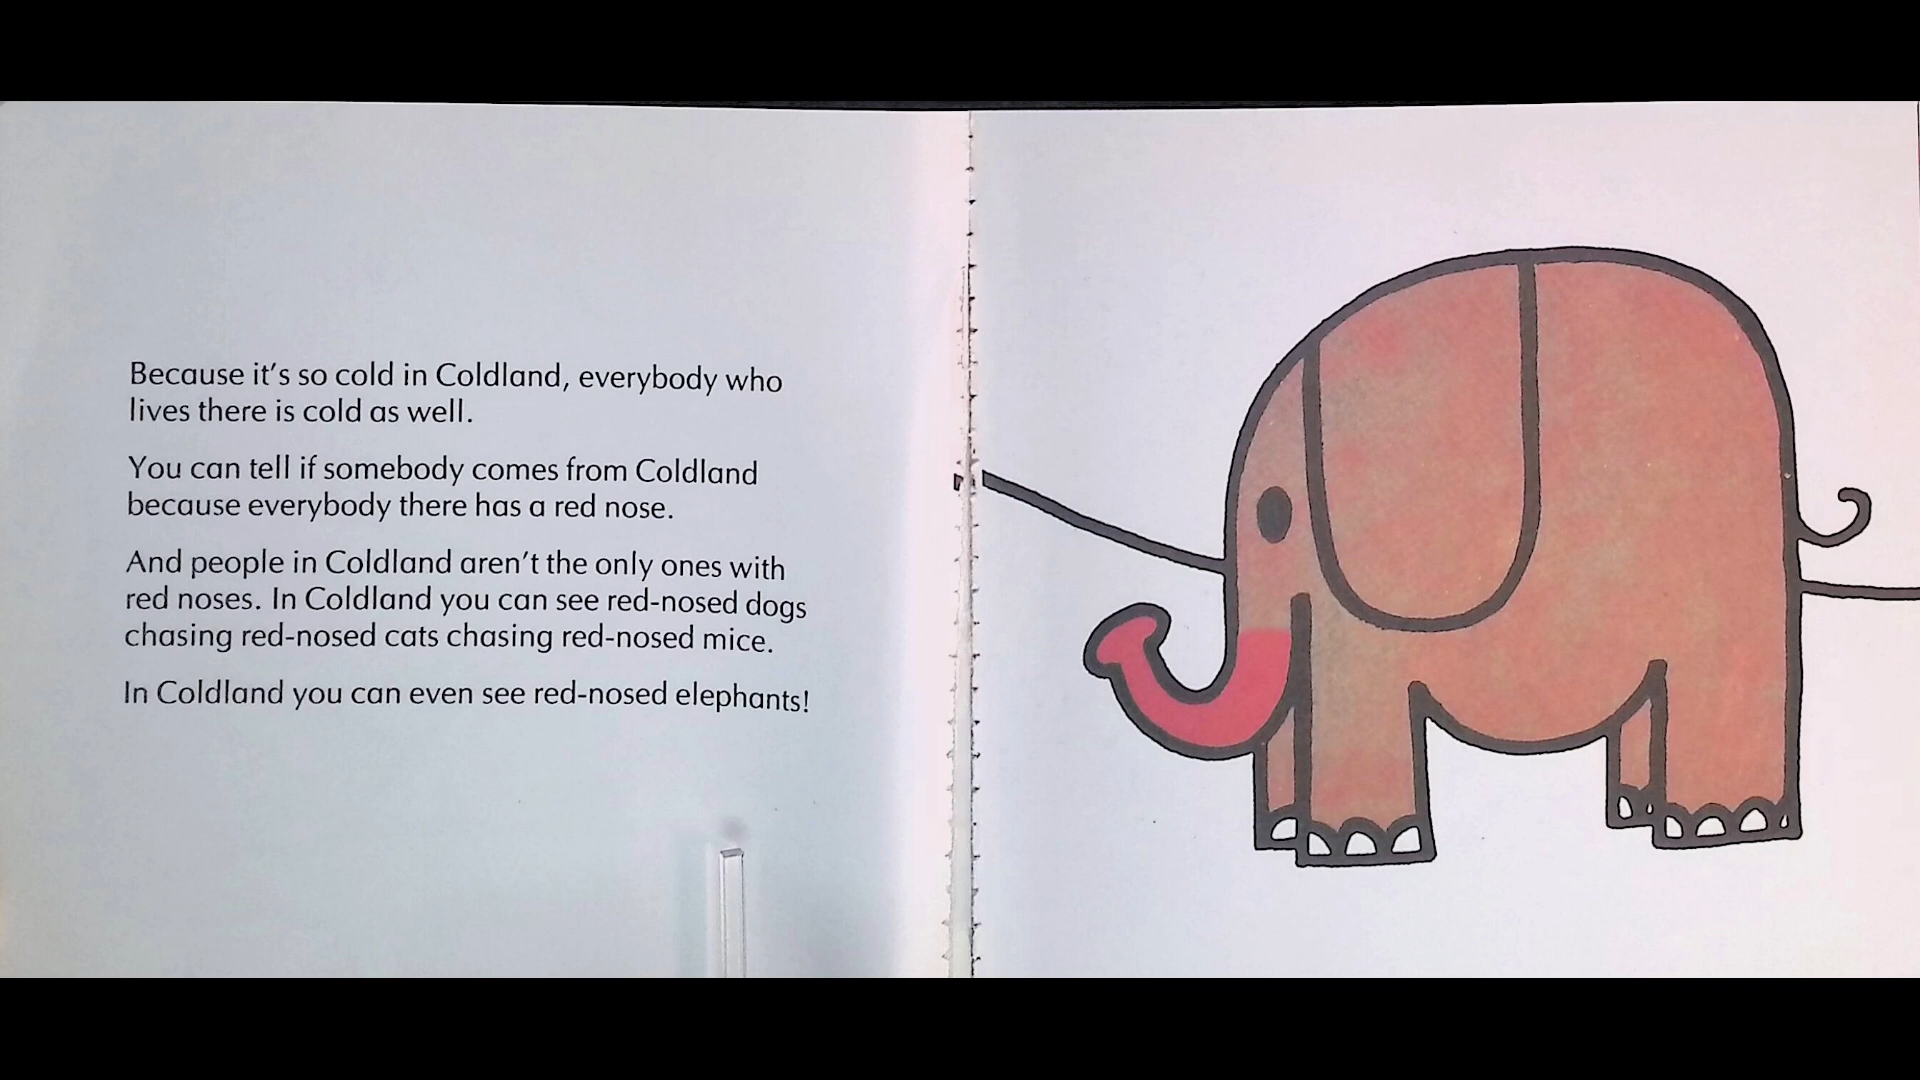 Because it's so cold in Coldland, everybody who
lives there is cold as well.
You can tell if somebody comes from Coldland
because everybody there has a red nose.
And people in Coldland aren't the only ones with
red noses. In Coldland you can see red-nosed dogs
chasing red-nosed cats chasing red-nosed mice.
In Coldland you can even see red-nosed elephants!